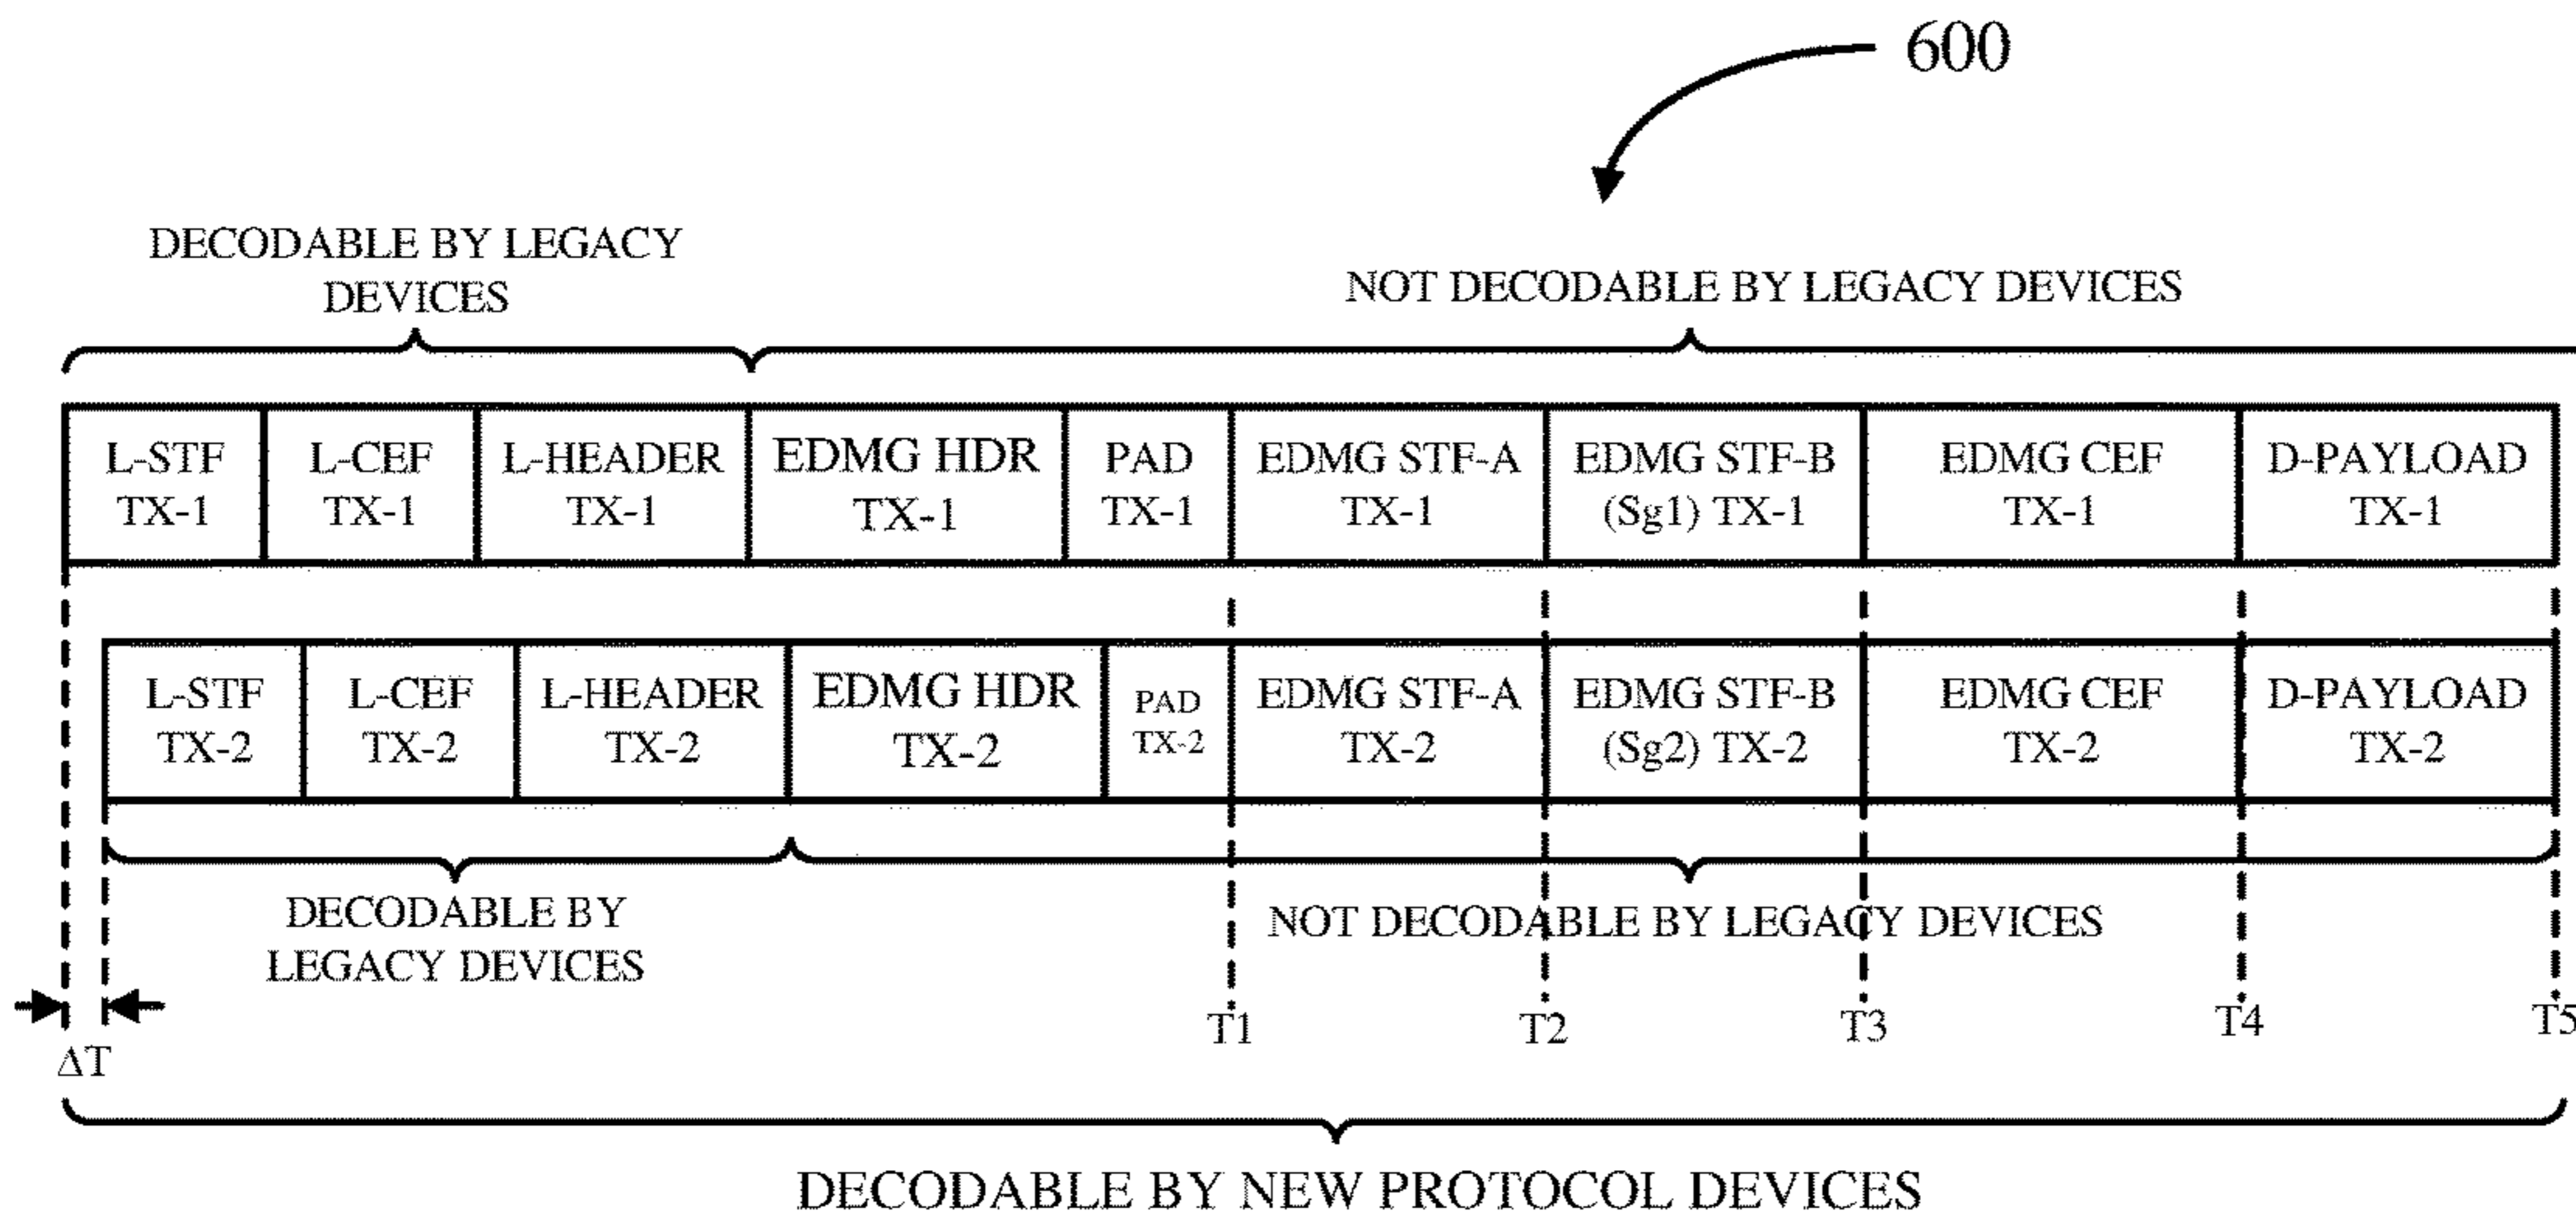 600
DECODABLE BY LEGACY
DEVICES
NOT DECODABLE BY LEGACY DEVICES
L-STF
TX-1
L-CEF
TX-1
L-HEADER
TX-1
EDMG HDR
TX-1
PAD
TX-1
EDMG STF-A
TX-1
EDMG STF-B
(Sg1) TX-1
EDMG CEF
TX-1
D-PAYLOAD
TX-1
L-STF
TX-2
L-CEF
TX-2
L-HEADER
TX-2
EDMG HDR
TX-2
PAD
TX-2
EDMG STF-A
TX-2
EDMG STF-B
(Sg2) TX-2
EDMG CEF
TX-2
D-PAYLOAD
TX-2
DECODABLE BY
LEGACY DEVICES
NOT DECODABLE BY LEGACY DEVICES
ΔT
T1
T2
T3
T4
T5
DECODABLE BY NEW PROTOCOL DEVICES